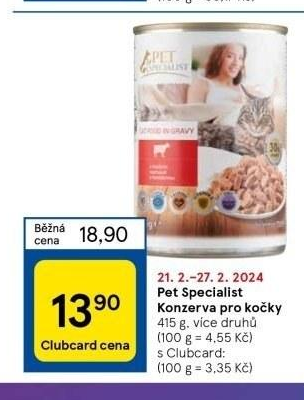 PET
SPECIALIST
CAT FOOD IN GRAVY
Běžná
cena
18,90
13 90
Clubcard cena
21. 2.–27. 2. 2024
Pet Specialist
Konzerva pro kočky
415 g. více druhů
(100 g = 4,55 Kč)
s Clubcard:
(100 g = 3,35 Kč)